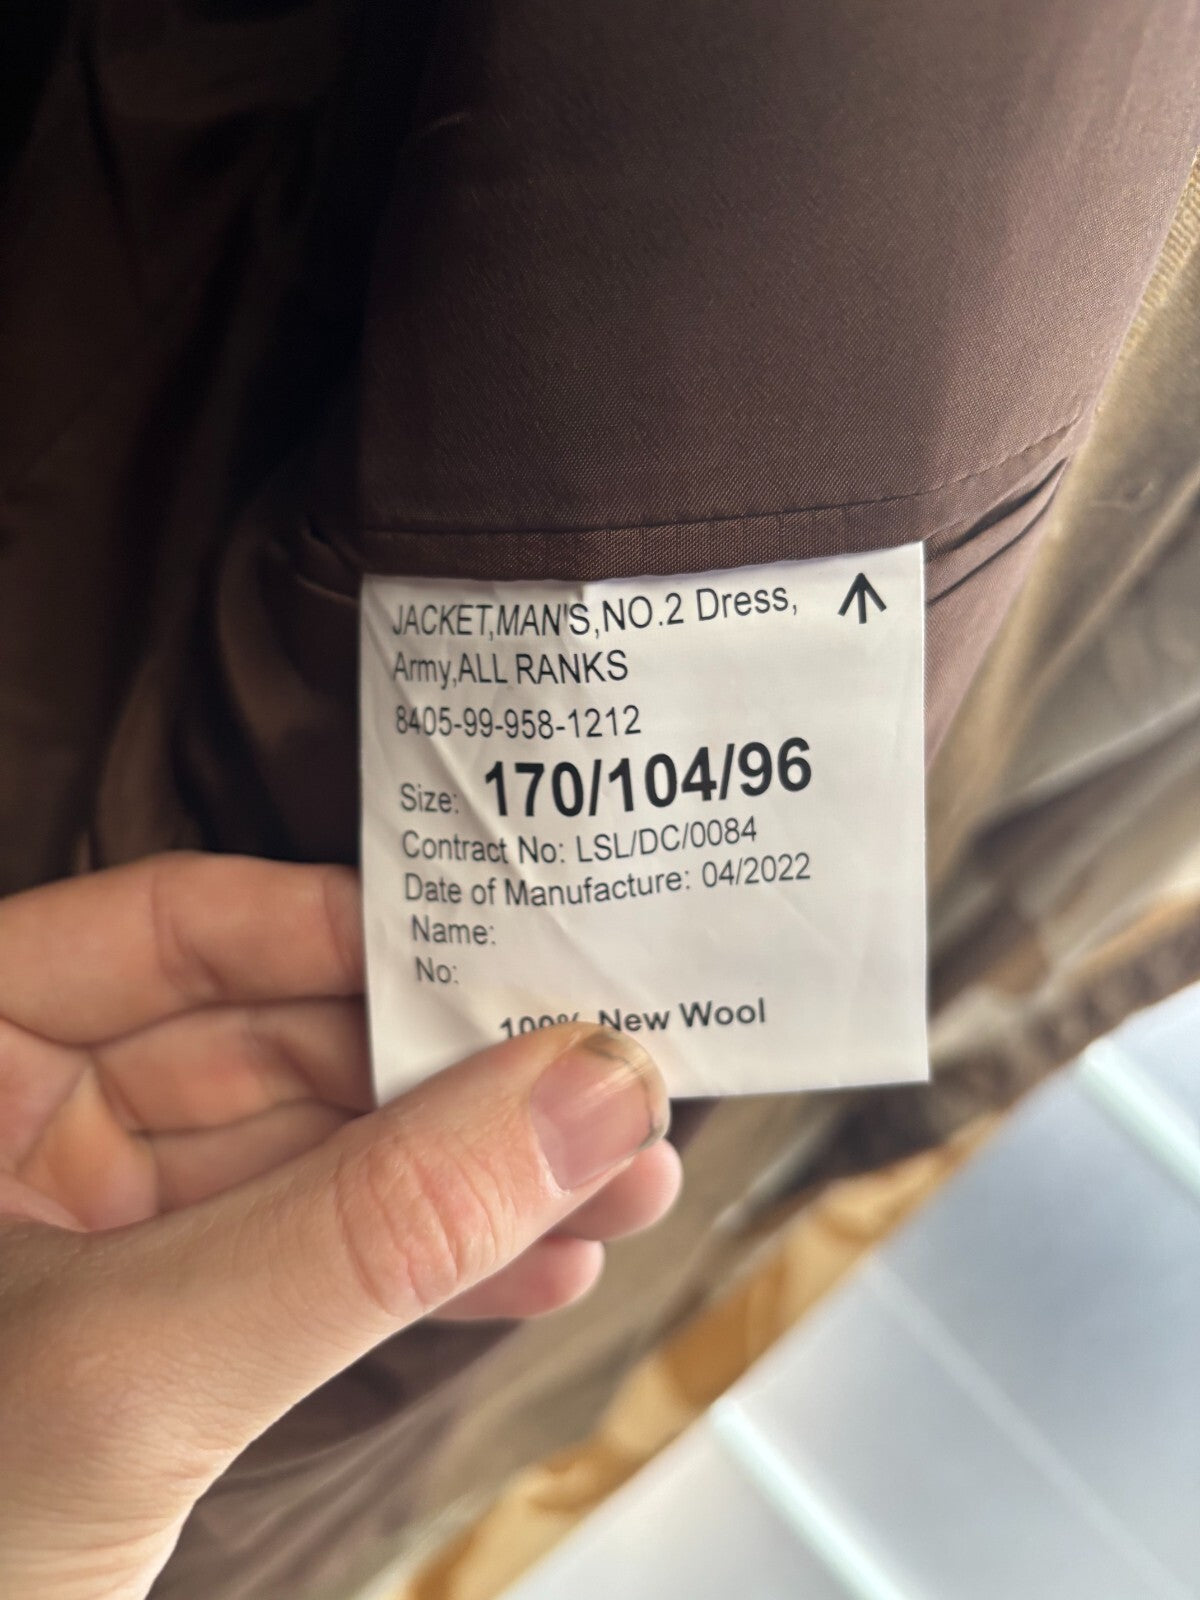 JACKET,MAN'S,NO.2 Dress,
Army,ALL RANKS
8405-99-958-1212
Size: 170/104/96
Contract No: LSL/DC/0084
Date of Manufacture: 04/2022
Name:
No:
100% New Wool